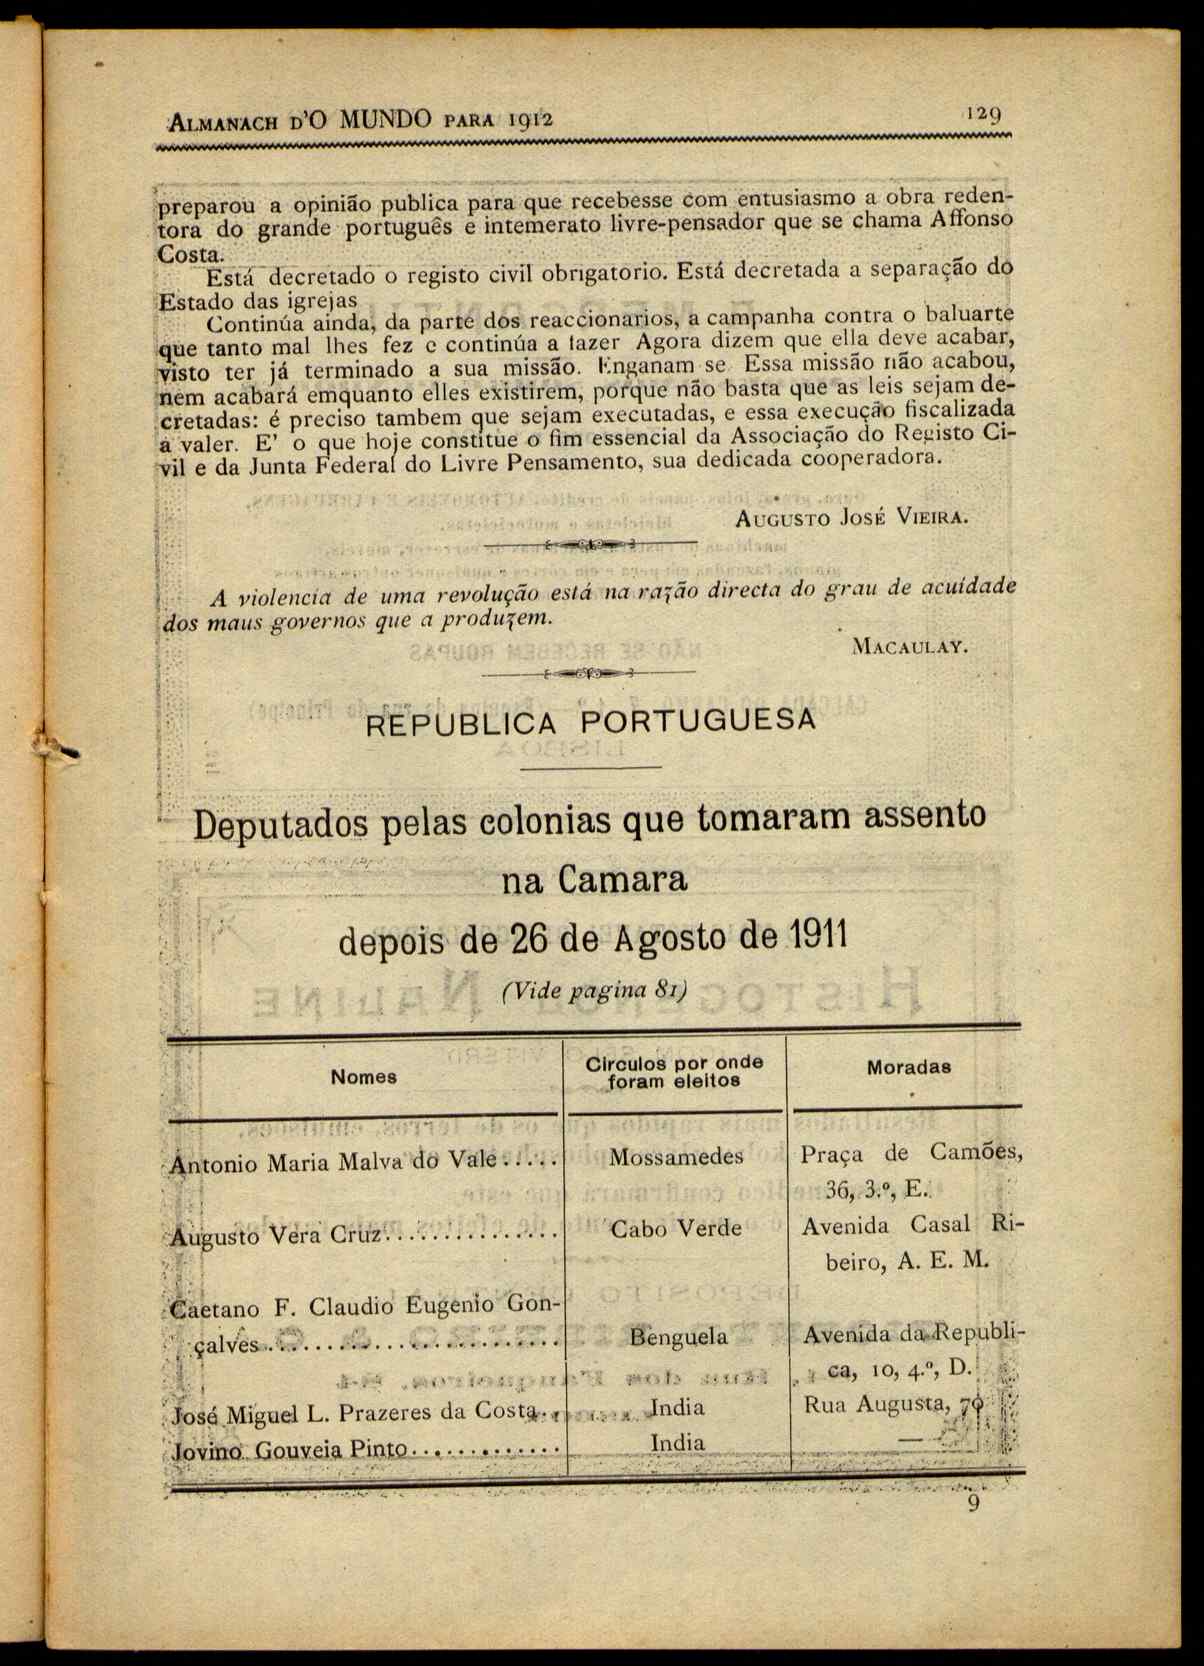 ALMANACH D'O MUNDO PARA 1912
129
preparou a opinião publica para que recebesse com entusiasmo a obra reden-
tora do grande português e intemerato livre-pensador que se chama Affonso
Costa.
Está decretado o registo civil obrigatorio. Está decretada a separação do
Estado das igrejas
Continúa ainda, da parte dos reaccionarios, a campanha contra o baluarte
que tanto mal lhes fez e continúa a fazer Agora dizem que ella deve acabar,
visto ter já terminado a sua missão. Enganam se Essa missão não acabou,
nem acabará emquanto elles existirem, porque não basta que as leis sejam de-
cretadas: é preciso tambem que sejam executadas, e essa execução fiscalizada
a valer. E' o que hoje constitue o fim essencial da Associação do Registo Ci-
vil e da Junta Federal do Livre Pensamento, sua dedicada cooperadora.
AUGUSTO JOSÉ VIEIRA.
A violencia de uma revolução está na razão directa do grau de acuidade
dos maus governos que a produzem.
MACAULAY.
REPUBLICA PORTUGUESA
Deputados pelas colonias que tomaram assento
na Camara
depois de 26 de Agosto de 1911
(Vide pagina 81)
Nomes
Circulos por onde
foram eleitos
Moradas
Antonio Maria Malva do Vale.....
Mossamedes
Praça de Camões,
36, 3.º, E.
Augusto Vera Cruz...............
Cabo Verde
Avenida Casal Ri-
beiro, A. E. M.
Caetano F. Claudio Eugenio Gon-
çalves......................
Benguela
Avenida da Republi-
ca, 10, 4.º, D.
José Miguel L. Prazeres da Costa..
India
Rua Augusta,
Jovino Gouveia Pinto.............
India
—
9